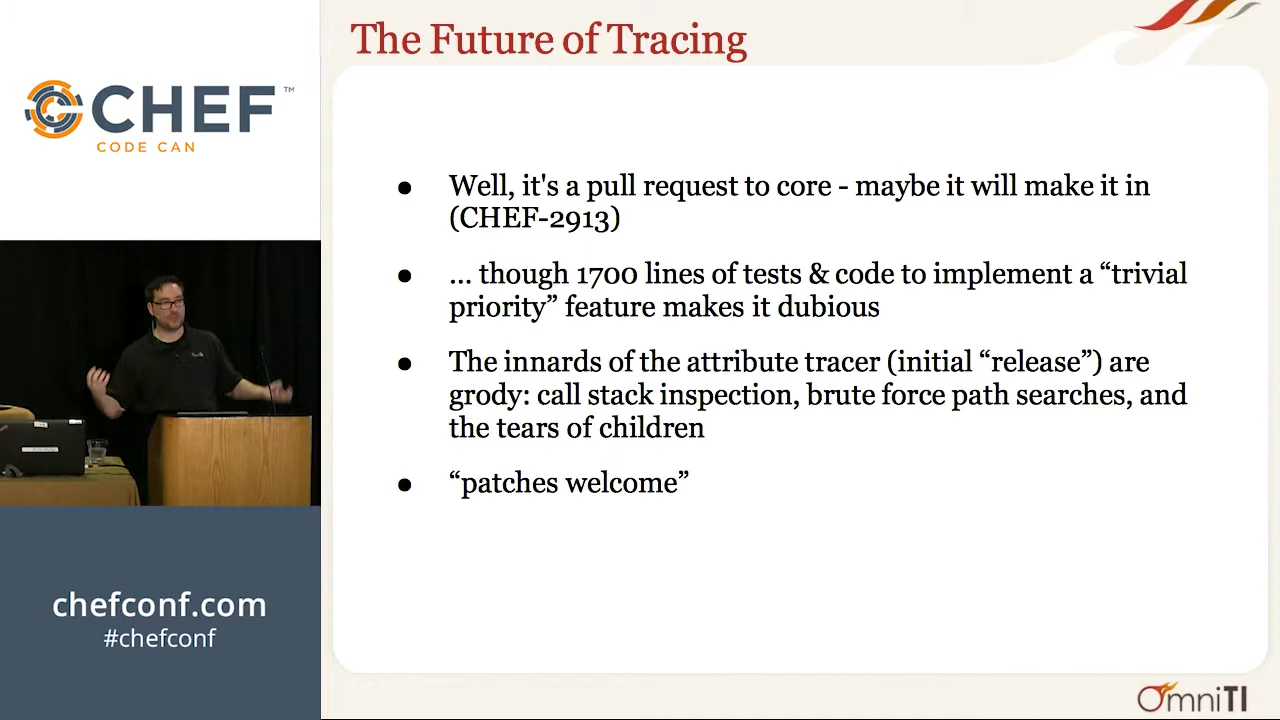 The Future of Tracing
CHEF™
CODE CAN
● Well, it's a pull request to core - maybe it will make it in
(CHEF-2913)
● ... though 1700 lines of tests & code to implement a “trivial
priority” feature makes it dubious
● The innards of the attribute tracer (initial “release”) are
grody: call stack inspection, brute force path searches, and
the tears of children
● “patches welcome”
chefconf.com
#chefconf
OmniTI